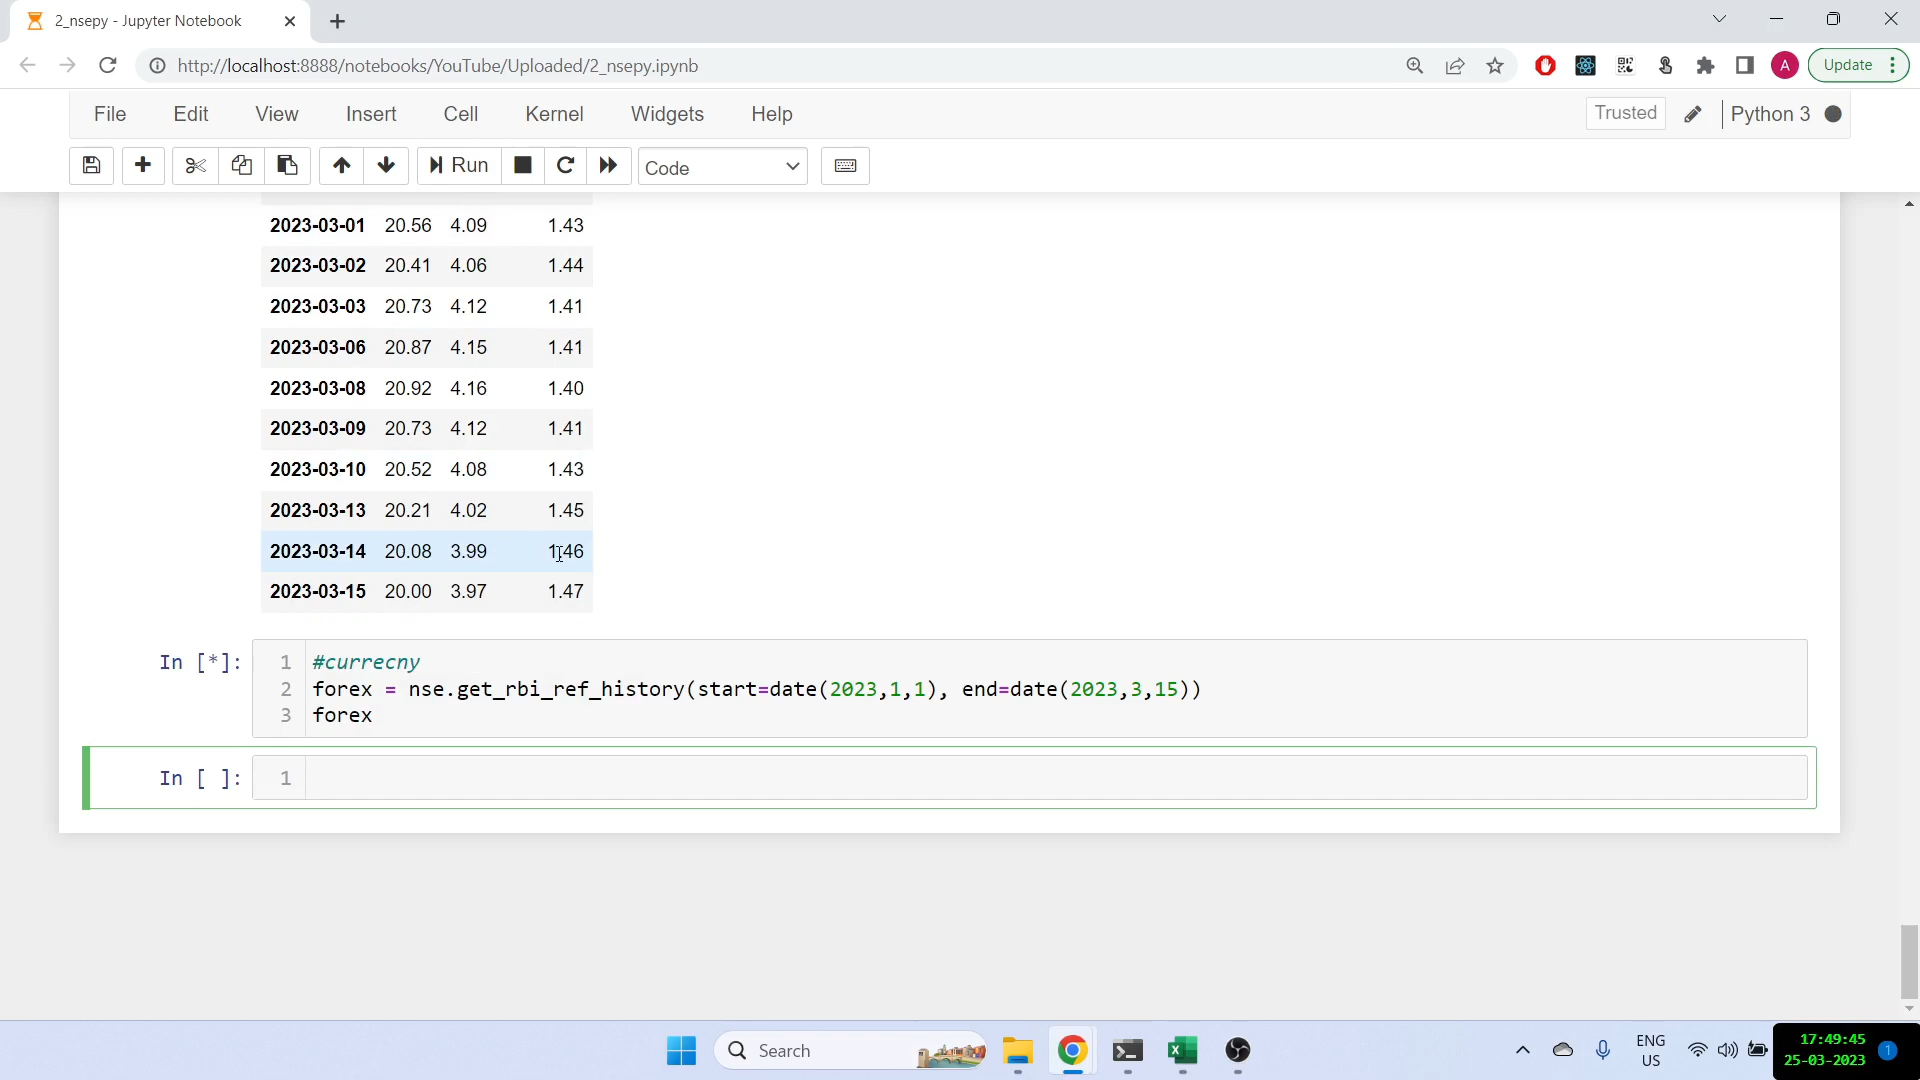 2_nsepy - Jupyter Notebook
http://localhost:8888/notebooks/YouTube/Uploaded/2_nsepy.ipynb
A
Update
File Edit View Insert Cell Kernel Widgets Help
Trusted
Python 3
Run
Code
2023-03-01 20.56 4.09 1.43
2023-03-02 20.41 4.06 1.44
2023-03-03 20.73 4.12 1.41
2023-03-06 20.87 4.15 1.41
2023-03-08 20.92 4.16 1.40
2023-03-09 20.73 4.12 1.41
2023-03-10 20.52 4.08 1.43
2023-03-13 20.21 4.02 1.45
2023-03-14 20.08 3.99 1.46
2023-03-15 20.00 3.97 1.47
In [*]: 1 #currecny
2 forex = nse.get_rbi_ref_history(start=date(2023,1,1), end=date(2023,3,15))
3 forex
In [ ]: 1
Search
ENG
US
17:49:45
25-03-2023
1